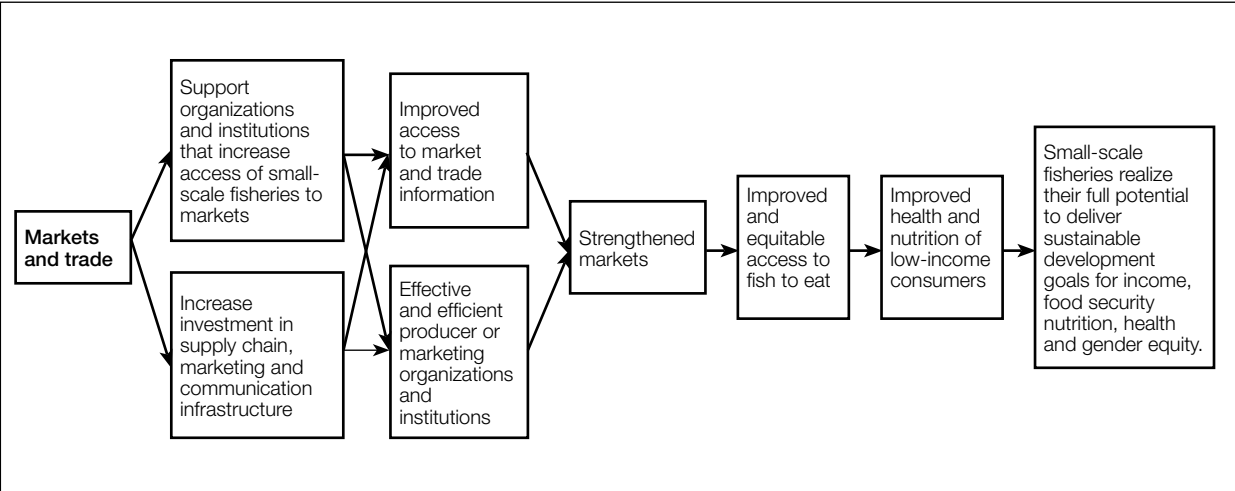 Markets
and trade
Support
organizations
and institutions
that increase
access of small-
scale fisheries to
markets
Increase
investment in
supply chain,
marketing and
communication
infrastructure
Improved
access
to market
and trade
information
Effective
and efficient
producer or
marketing
organizations
and
institutions
Strengthened
markets
Improved
and
equitable
access to
fish to eat
Improved
health and
nutrition of
low-income
consumers
Small-scale
fisheries realize
their full potential
to deliver
sustainable
development
goals for income,
food security
nutrition, health
and gender equity.